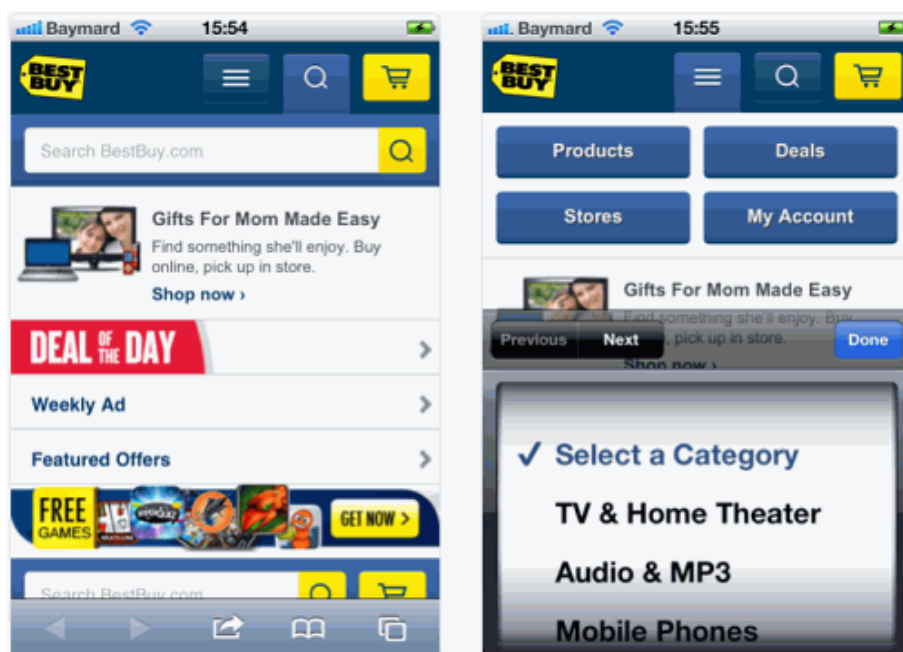 Baymard 15:54
BEST
BUY
Search BestBuy.com
Gifts For Mom Made Easy
Find something she'll enjoy. Buy
online, pick up in store.
Shop now ›
DEAL OF THE DAY
Weekly Ad
Featured Offers
FREE
GAMES
GET NOW >
Search BestBuy.com
Baymard 15:55
BEST
BUY
Products Deals
Stores My Account
Gifts For Mom Made Easy
Find something she'll enjoy. Buy
Previous Next , pick up in store. Done
Shop now ›
✓ Select a Category
TV & Home Theater
Audio & MP3
Mobile Phones